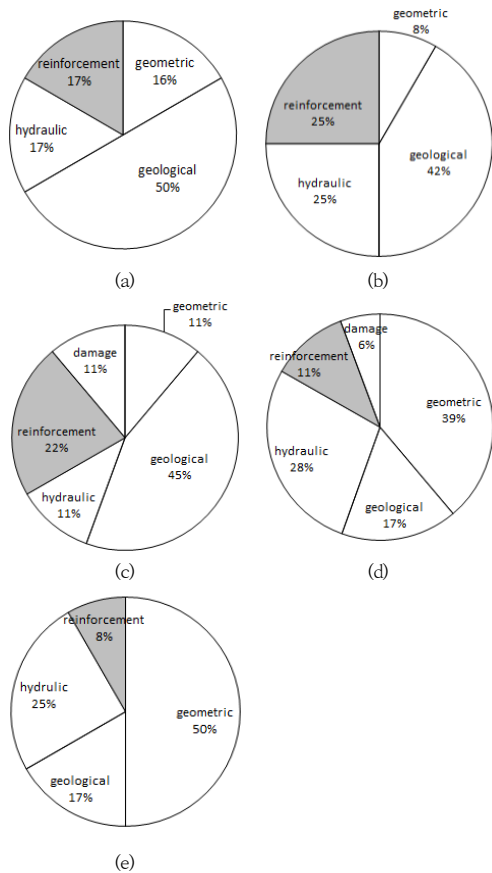 reinforcement
17%
geometric
16%
hydraulic
17%
geological
50%
(a)
geometric
8%
reinforcement
25%
geological
42%
hydraulic
25%
(b)
geometric
11%
damage
11%
reinforcement
22%
geological
45%
hydraulic
11%
(c)
damage
6%
reinforcement
11%
geometric
39%
hydraulic
28%
geological
17%
(d)
reinforcement
8%
hydrulic
25%
geometric
50%
geological
17%
(e)